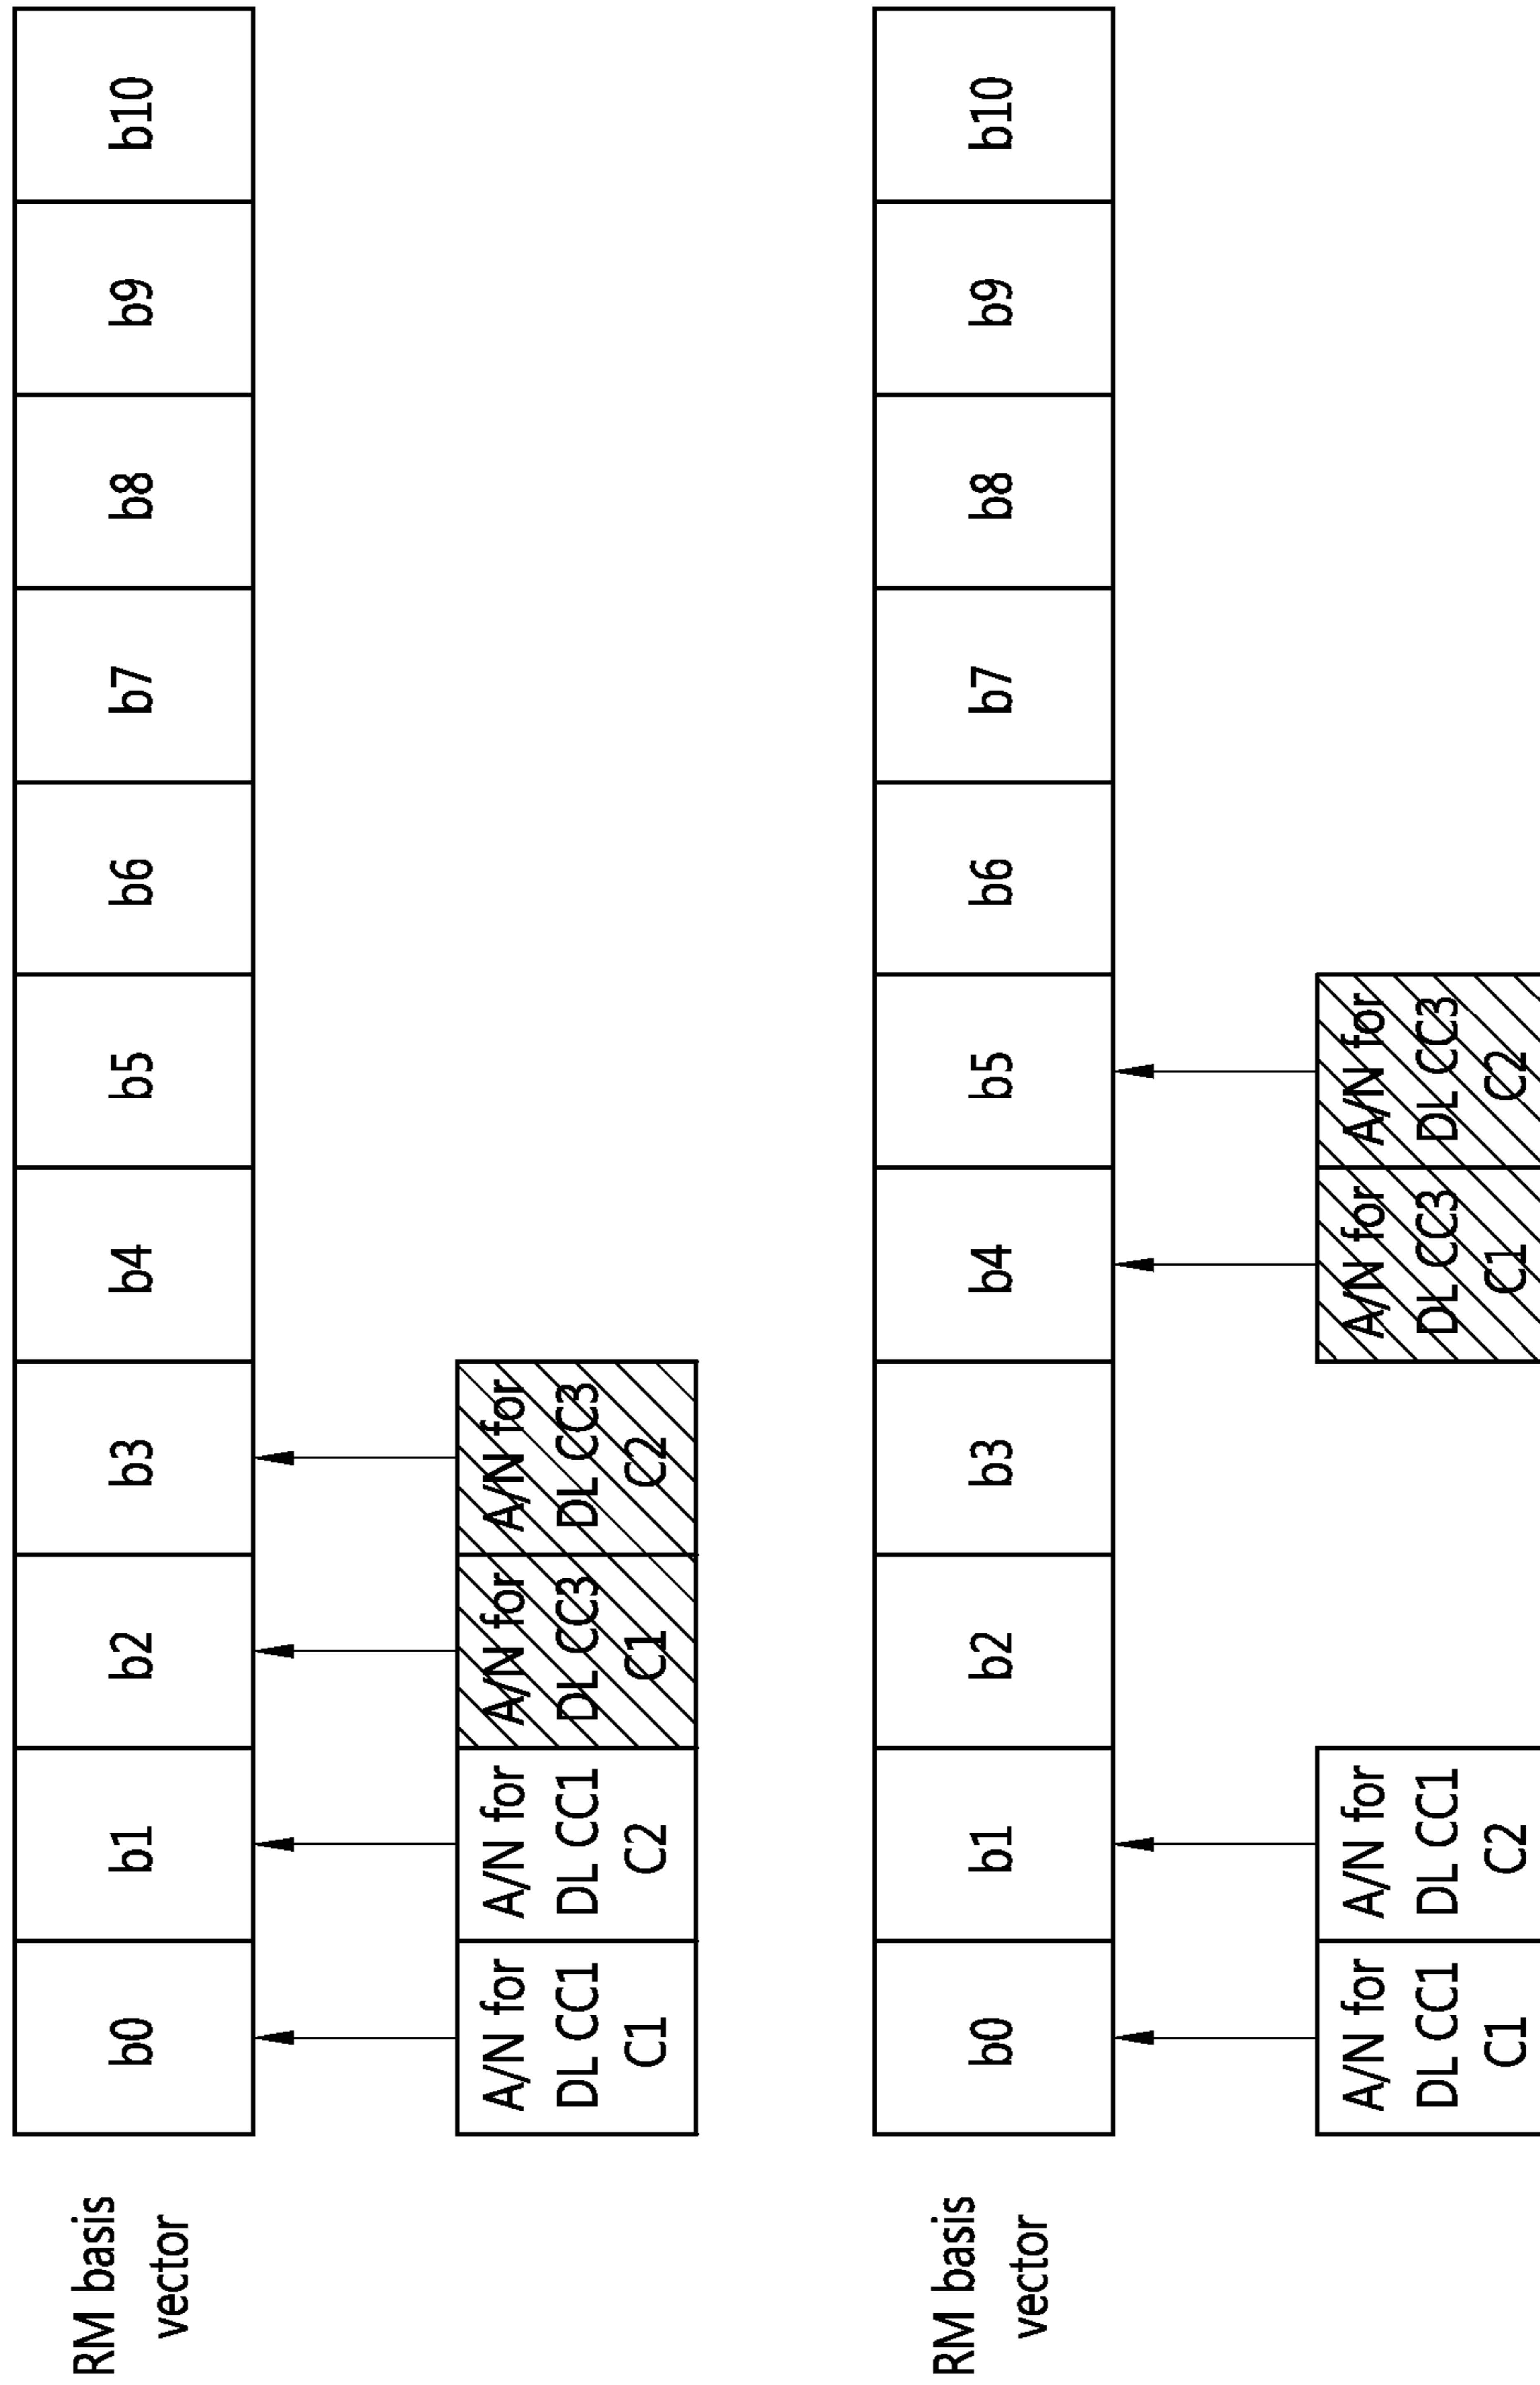 RM basis
vector
b0
b1
b2
b3
b4
b5
b6
b7
b8
b9
b10
A/N for
DL CC1
C1
A/N for
DL CC1
C2
A/N for
DL CC3
C1
A/N for
DL CC3
C2
RM basis
vector
b0
b1
b2
b3
b4
b5
b6
b7
b8
b9
b10
A/N for
DL CC1
C1
A/N for
DL CC1
C2
A/N for
DL CC3
C1
A/N for
DL CC3
C2